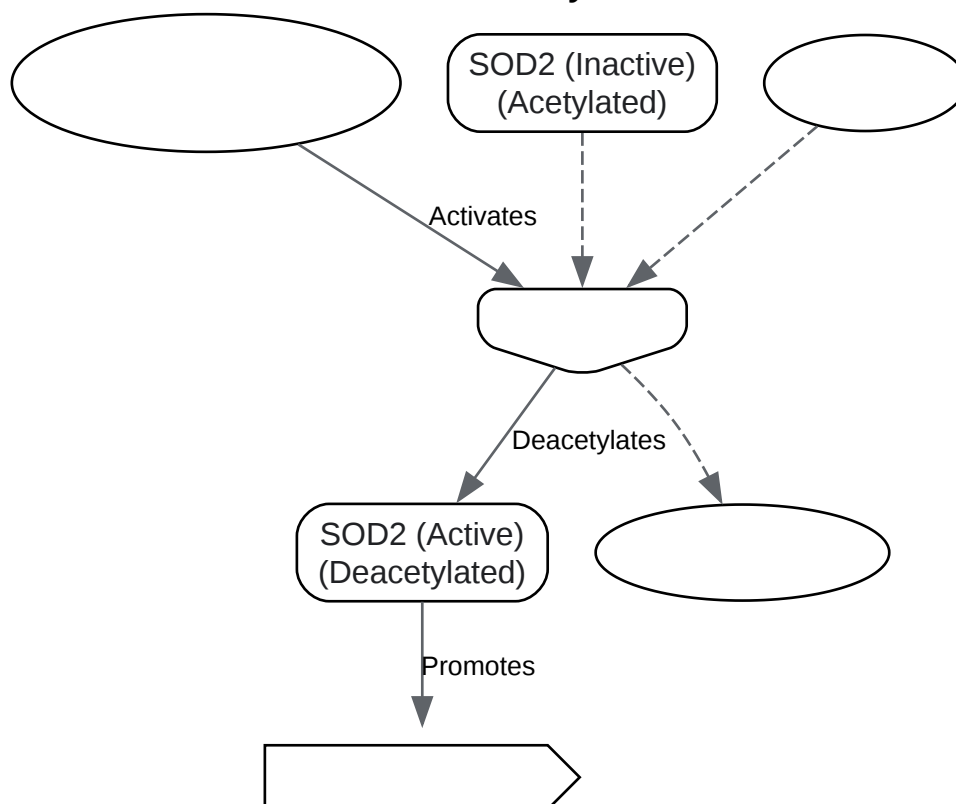 SOD2 (Inactive)
(Acetylated)
Activates
Deacetylates
SOD2 (Active)
(Deacetylated)
Promotes